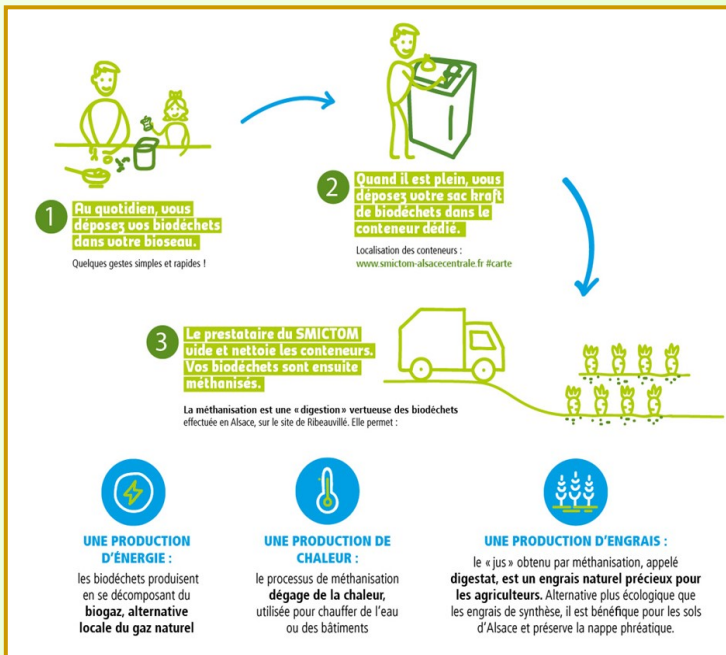 1
Au quotidien, vous
déposez vos biodéchets
dans votre bioseau.
Quelques gestes simples et rapides !
2
Quand il est plein, vous
déposez votre sac kraft
de biodéchets dans le
conteneur dédié.
Localisation des conteneurs :
www.smictom-alsacecentrale.fr #carte
3
Le prestataire du SMICTOM
vide et nettoie les conteneurs.
Vos biodéchets sont ensuite
méthanisés.
La méthanisation est une « digestion » vertueuse des biodéchets
effectuée en Alsace, sur le site de Ribeauvillé. Elle permet :
UNE PRODUCTION
D'ÉNERGIE :
les biodéchets produisent
en se décomposant du
biogaz, alternative
locale du gaz naturel
UNE PRODUCTION DE
CHALEUR :
le processus de méthanisation
dégage de la chaleur,
utilisée pour chauffer de l'eau
ou des bâtiments
UNE PRODUCTION D'ENGRAIS :
le « jus » obtenu par méthanisation, appelé
digestat, est un engrais naturel précieux pour
les agriculteurs. Alternative plus écologique que
les engrais de synthèse, il est bénéfique pour les sols
d'Alsace et préserve la nappe phréatique.